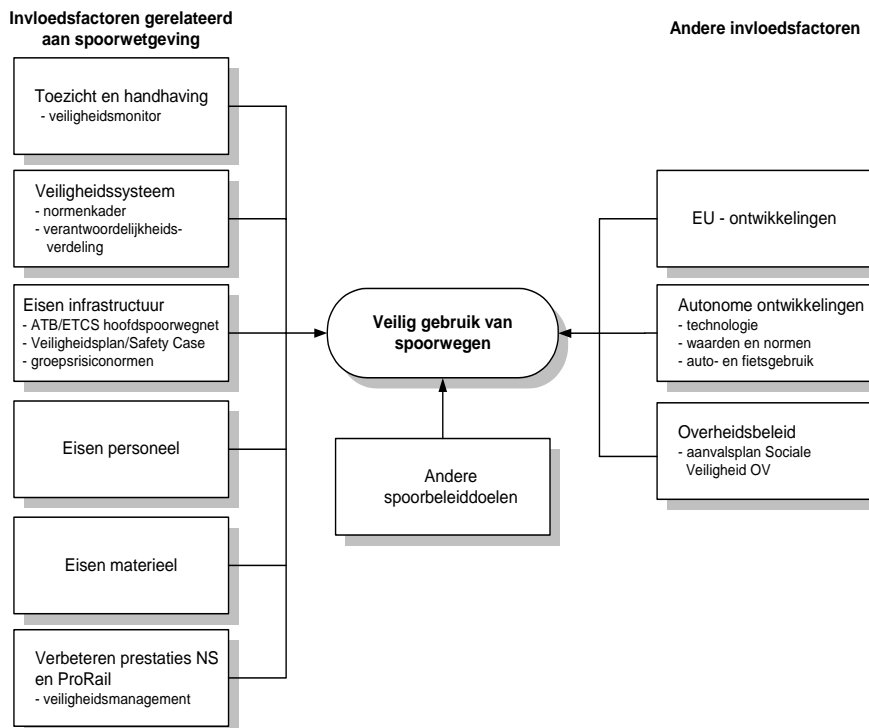 Invloedsfactoren gerelateerd
aan spoorwetgeving
Toezicht en handhaving
- veiligheidsmonitor
Veiligheidssysteem
- normenkader
- verantwoordelijkheids-
verdeling
Eisen infrastructuur
- ATB/ETCS hoofdspoorwegnet
- Veiligheidsplan/Safety Case
- groepsrisiconormen
Eisen personeel
Eisen materieel
Verbeteren prestaties NS
en ProRail
- veiligheidsmanagement
Veilig gebruik van
spoorwegen
Andere
spoorbeleiddoelen
Andere invloedsfactoren
EU - ontwikkelingen
Autonome ontwikkelingen
- technologie
- waarden en normen
- auto- en fietsgebruik
Overheidsbeleid
- aanvalsplan Sociale
Veiligheid OV